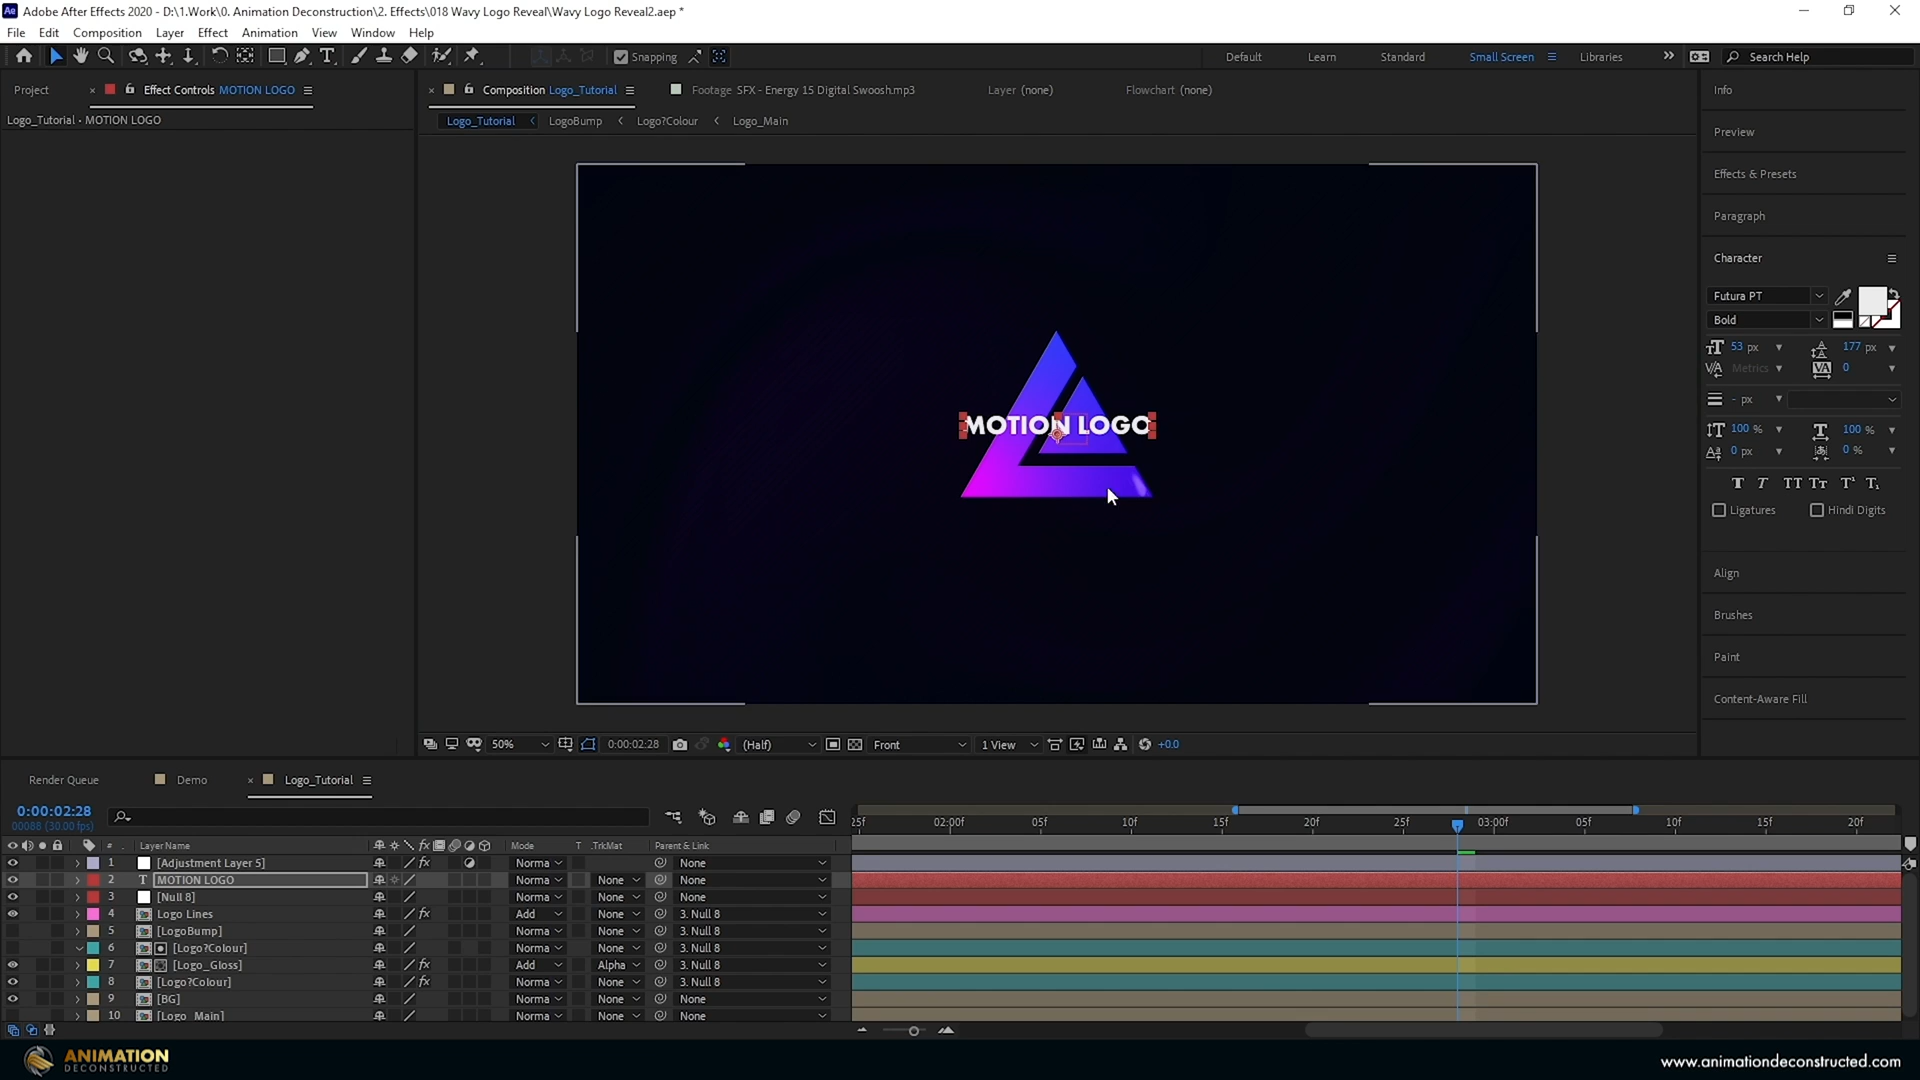 Adobe After Effects 2020 - D:\1.Work\0. Animation Deconstruction\2. Effects\018 Wavy Logo Reveal\Wavy Logo Reveal2.aep *
File Edit Composition Layer Effect Animation View Window Help
Snapping
Default Learn Standard Small Screen Libraries Search Help
Project Effect Controls MOTION LOGO
Composition Logo_Tutorial Footage SFX - Energy 15 Digital Swoosh.mp3 Layer (none) Flowchart (none)
Logo_Tutorial • MOTION LOGO
Logo_Tutorial LogoBump Logo?Colour Logo_Main
MOTION LOGO
Info
Preview
Effects & Presets
Paragraph
Character
Futura PT
Bold
53 px 177 px
Metrics 0
- px
100 % 100 %
0 px 0 %
Ligatures Hindi Digits
Align
Brushes
Paint
Content-Aware Fill
50% 0:00:02:28 (Half) Front 1 View +0.0
Render Queue Demo Logo_Tutorial
0:00:02:28
00088 (30.00 fps)
25f 02:00f 05f 10f 15f 20f 25f 03:00f 05f 10f 15f 20f
# Layer Name Mode T .TrkMat Parent & Link
1 [Adjustment Layer 5] Norma None
2 T MOTION LOGO Norma None None
3 [Null 8] Norma None None
4 Logo Lines Add None 3. Null 8
5 [LogoBump] Norma None 3. Null 8
6 [Logo?Colour] Norma None 3. Null 8
7 [Logo_Gloss] Add Alpha 3. Null 8
8 [Logo?Colour] Norma None 3. Null 8
9 [BG] Norma None None
10 [Logo_Main] Norma None None
ANIMATION
DECONSTRUCTED
www.animationdeconstructed.com